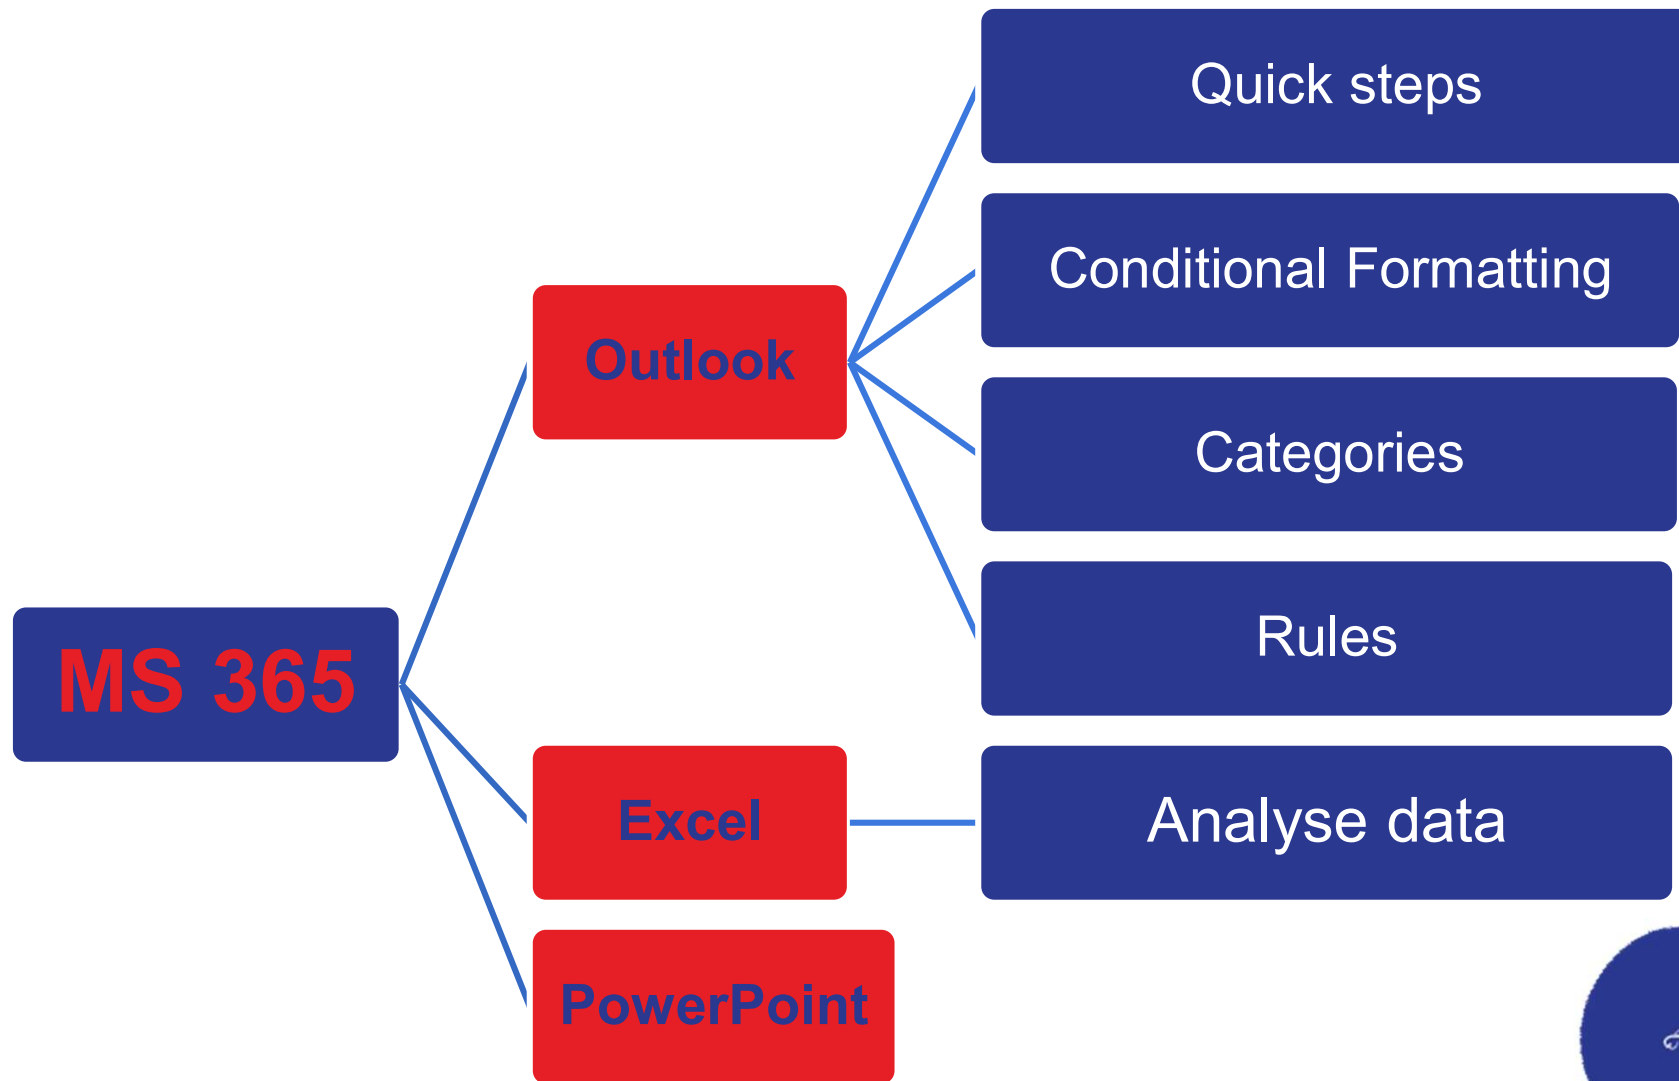 Quick steps
Conditional Formatting
Outlook
Categories
Rules
MS 365
Excel
Analyse data
PowerPoint